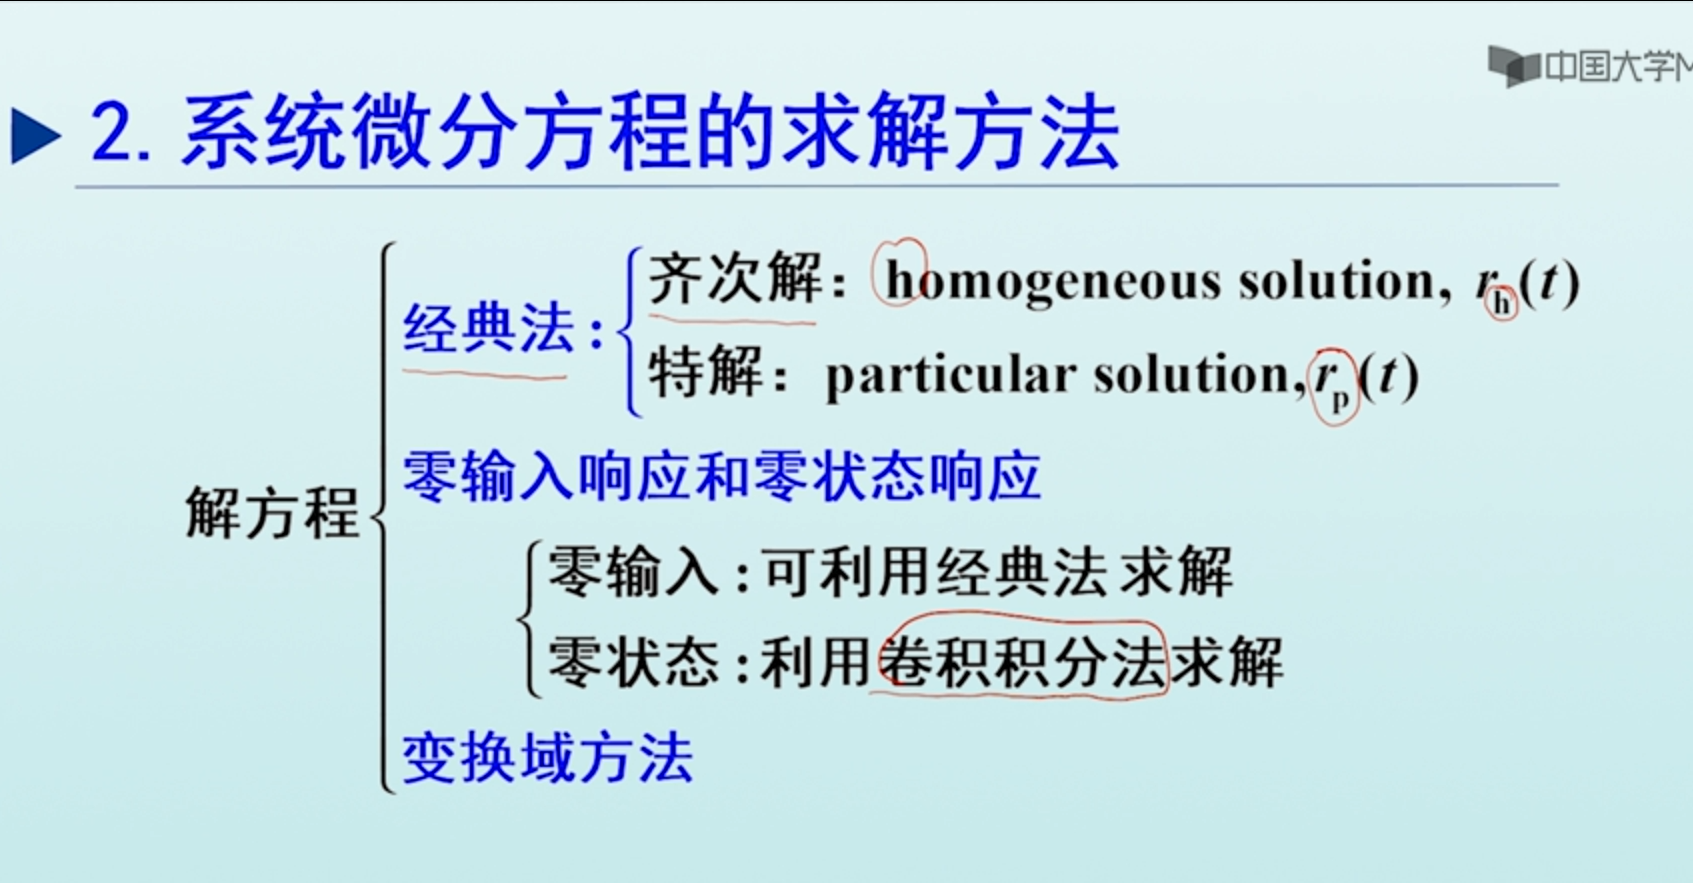 中国大学M
2. 系统微分方程的求解方法
齐次解：homogeneous solution, rh(t)
经典法:
特解：particular solution,rp(t)
零输入响应和零状态响应
解方程
零输入:可利用经典法 求解
零状态:利用卷积积分法求解
变换域方法